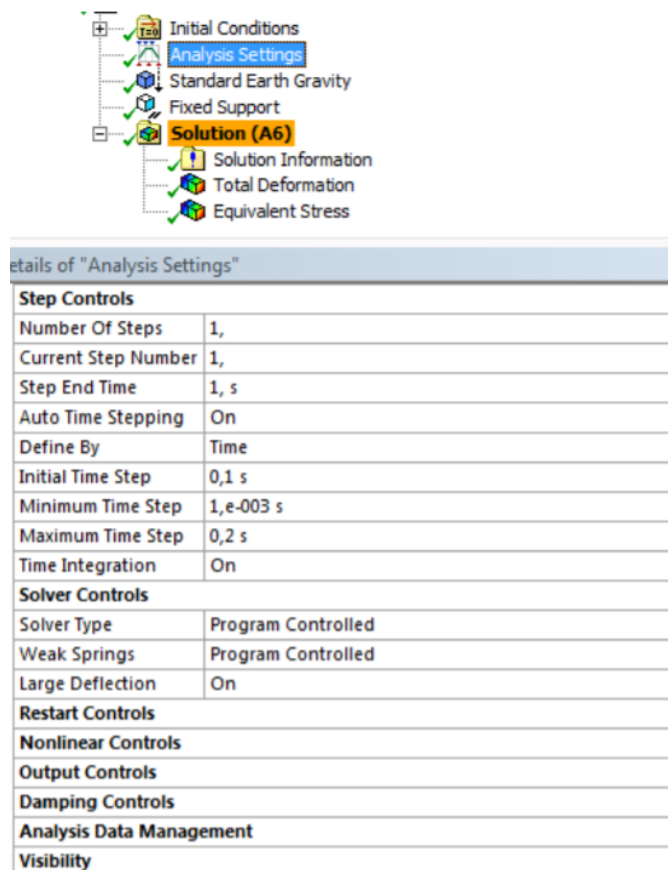 Initial Conditions
Analysis Settings
Standard Earth Gravity
Fixed Support
Solution (A6)
Solution Information
Total Deformation
Equivalent Stress
etails of "Analysis Settings"
Step Controls
Number Of Steps 1,
Current Step Number 1,
Step End Time 1, s
Auto Time Stepping On
Define By Time
Initial Time Step 0,1 s
Minimum Time Step 1,e-003 s
Maximum Time Step 0,2 s
Time Integration On
Solver Controls
Solver Type Program Controlled
Weak Springs Program Controlled
Large Deflection On
Restart Controls
Nonlinear Controls
Output Controls
Damping Controls
Analysis Data Management
Visibility